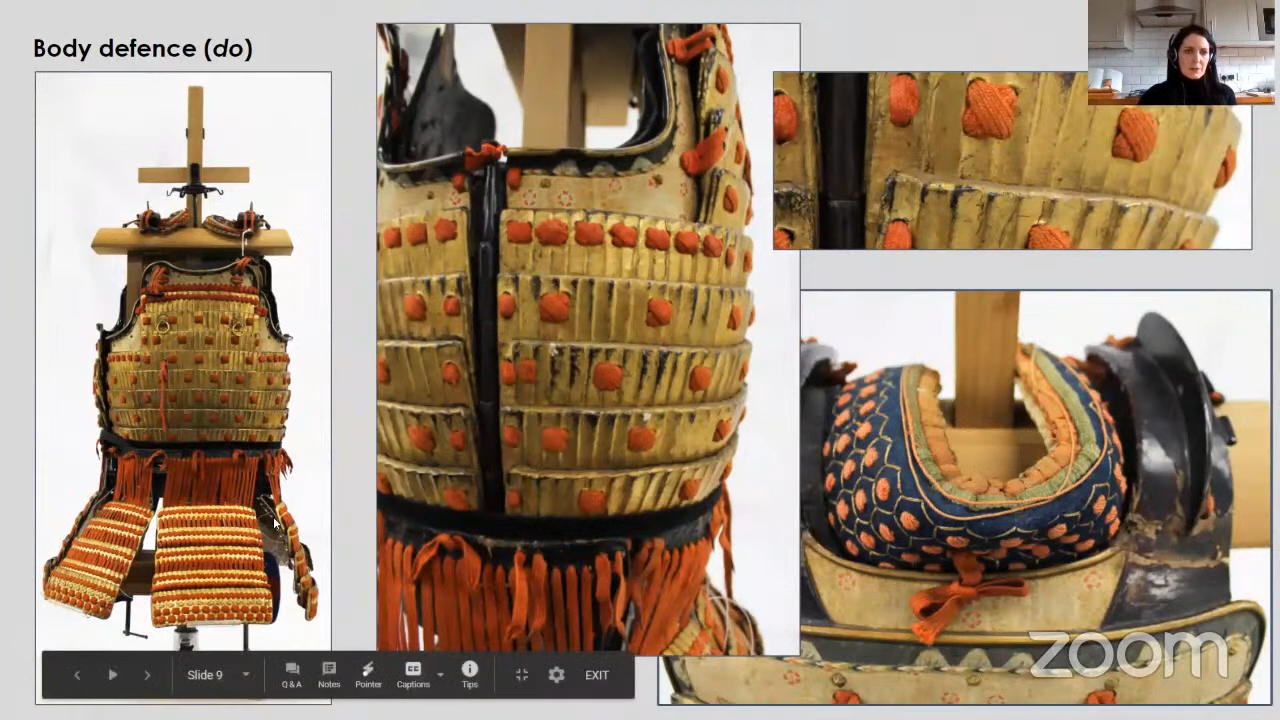 Body defence (do)
zoom
Slide 9
Q & A
Notes
Pointer
Captions
Tips
EXIT